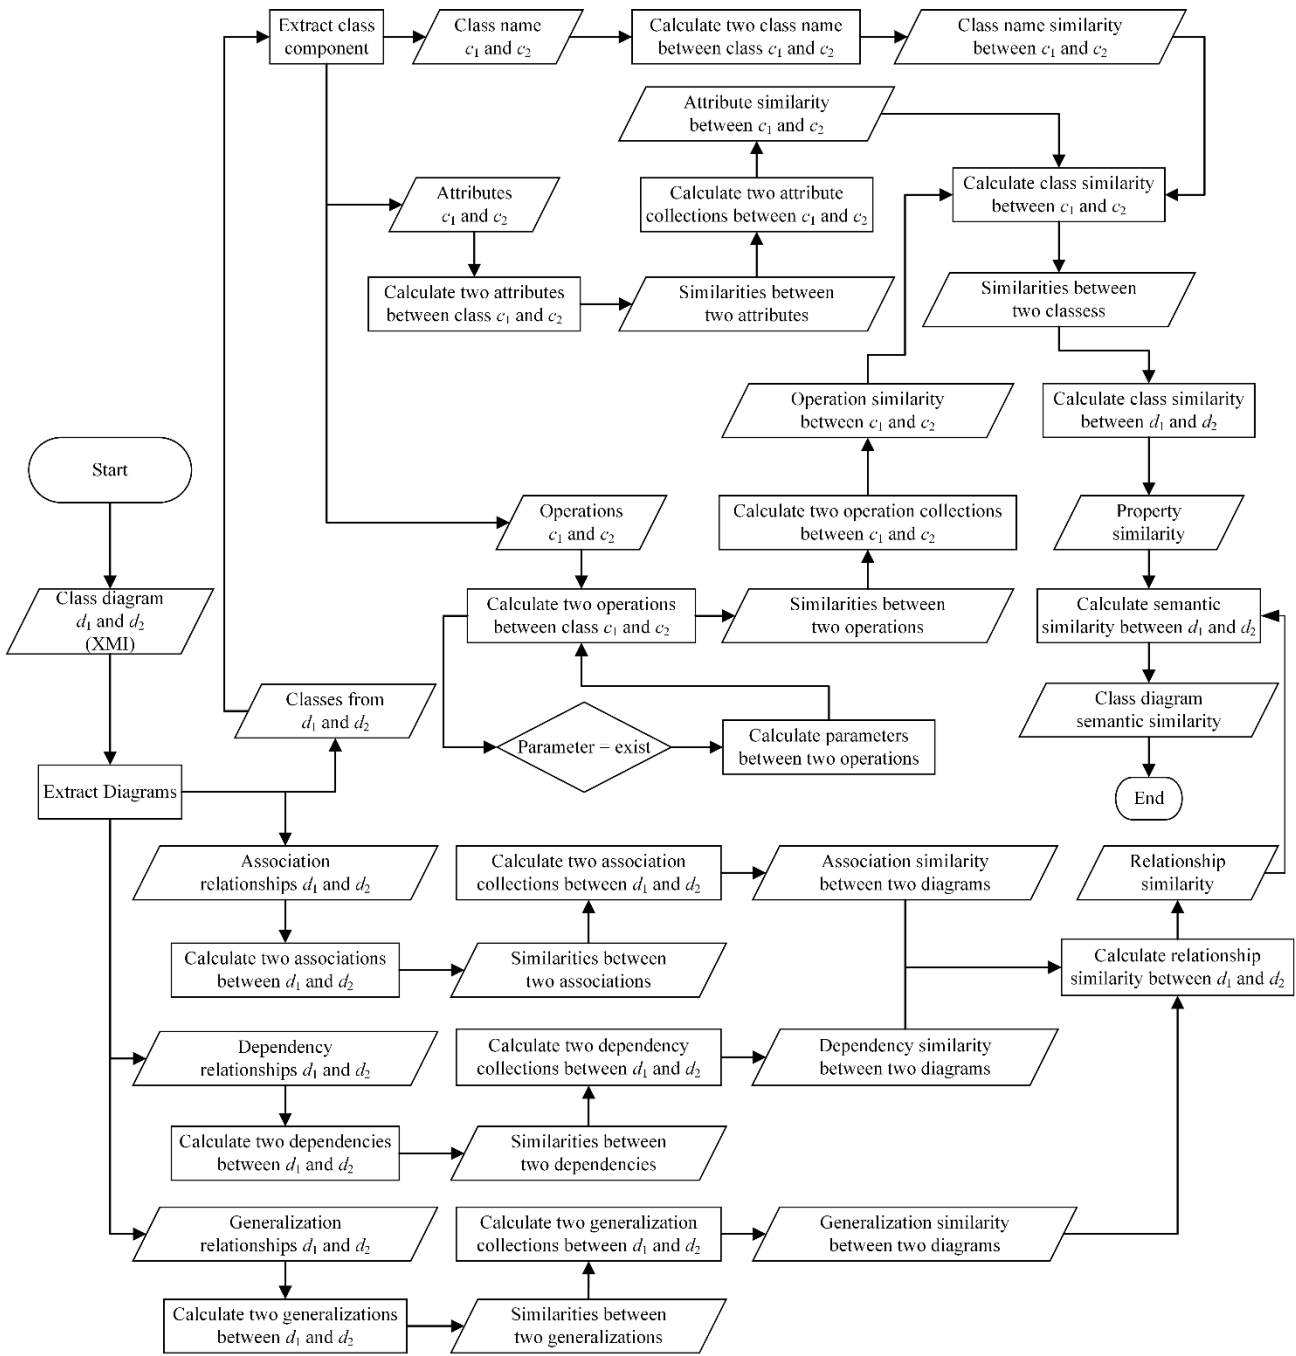 Extract class
component
Class name
c₁ and c₂
Calculate two class name
between class c₁ and c₂
Class name similarity
between c₁ and c₂
Attribute similarity
between c₁ and c₂
Attributes
c₁ and c₂
Calculate two attribute
collections between c₁ and c₂
Calculate class similarity
between c₁ and c₂
Calculate two attributes
between class c₁ and c₂
Similarities between
two attributes
Similarities between
two classess
Operation similarity
between c₁ and c₂
Calculate class similarity
between d₁ and d₂
Start
Operations
c₁ and c₂
Calculate two operation collections
between c₁ and c₂
Property
similarity
Class diagram
d₁ and d₂
(XMI)
Calculate two operations
between class c₁ and c₂
Similarities between
two operations
Calculate semantic
similarity between d₁ and d₂
Classes from
d₁ and d₂
Parameter = exist
Calculate parameters
between two operations
Class diagram
semantic similarity
Extract Diagrams
End
Association
relationships d₁ and d₂
Calculate two association
collections between d₁ and d₂
Association similarity
between two diagrams
Relationship
similarity
Calculate two associations
between d₁ and d₂
Similarities between
two associations
Calculate relationship
similarity between d₁ and d₂
Dependency
relationships d₁ and d₂
Calculate two dependency
collections between d₁ and d₂
Dependency similarity
between two diagrams
Calculate two dependencies
between d₁ and d₂
Similarities between
two dependencies
Generalization
relationships d₁ and d₂
Calculate two generalization
collections between d₁ and d₂
Generalization similarity
between two diagrams
Calculate two generalizations
between d₁ and d₂
Similarities between
two generalizations